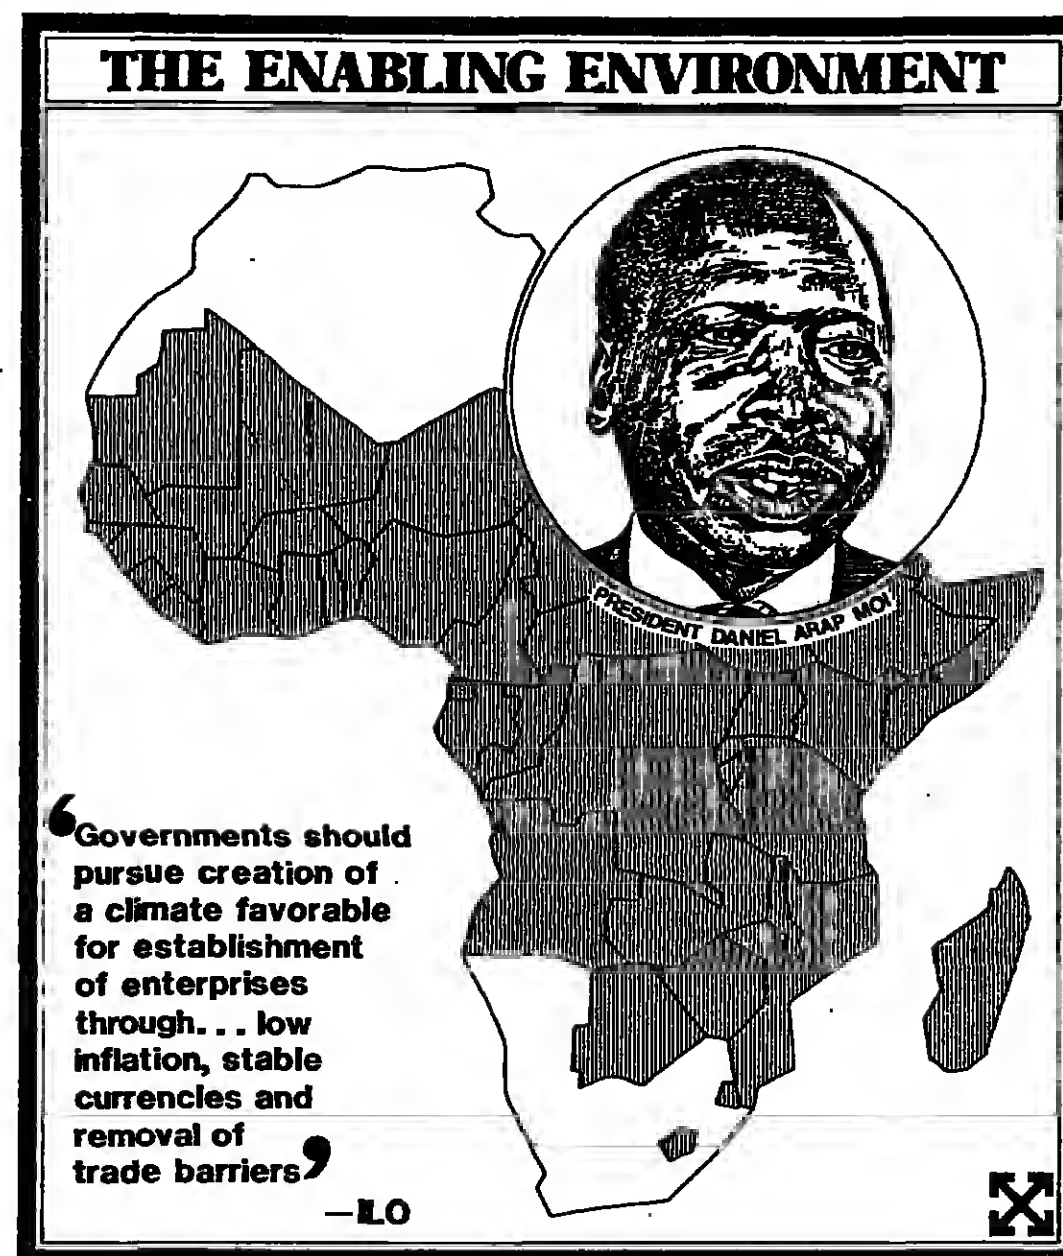 THE ENABLING ENVIRONMENT
PRESIDENT DANIEL ARAP MOI
‘Governments should
pursue creation of
a climate favorable
for establishment
of enterprises
through... low
inflation, stable
currencies and
removal of
trade barriers’
—ILO